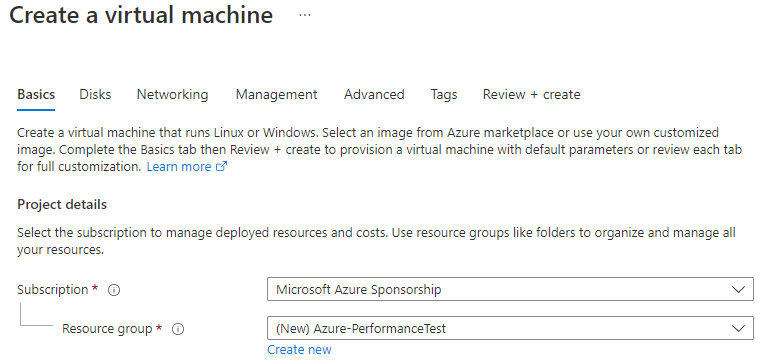 Create a virtual machine ...
Basics Disks Networking Management Advanced Tags Review + create
Create a virtual machine that runs Linux or Windows. Select an image from Azure marketplace or use your own customized
image. Complete the Basics tab then Review + create to provision a virtual machine with default parameters or review each tab
for full customization. Learn more
Project details
Select the subscription to manage deployed resources and costs. Use resource groups like folders to organize and manage all
your resources.
Subscription * Microsoft Azure Sponsorship
Resource group * (New) Azure-PerformanceTest
Create new